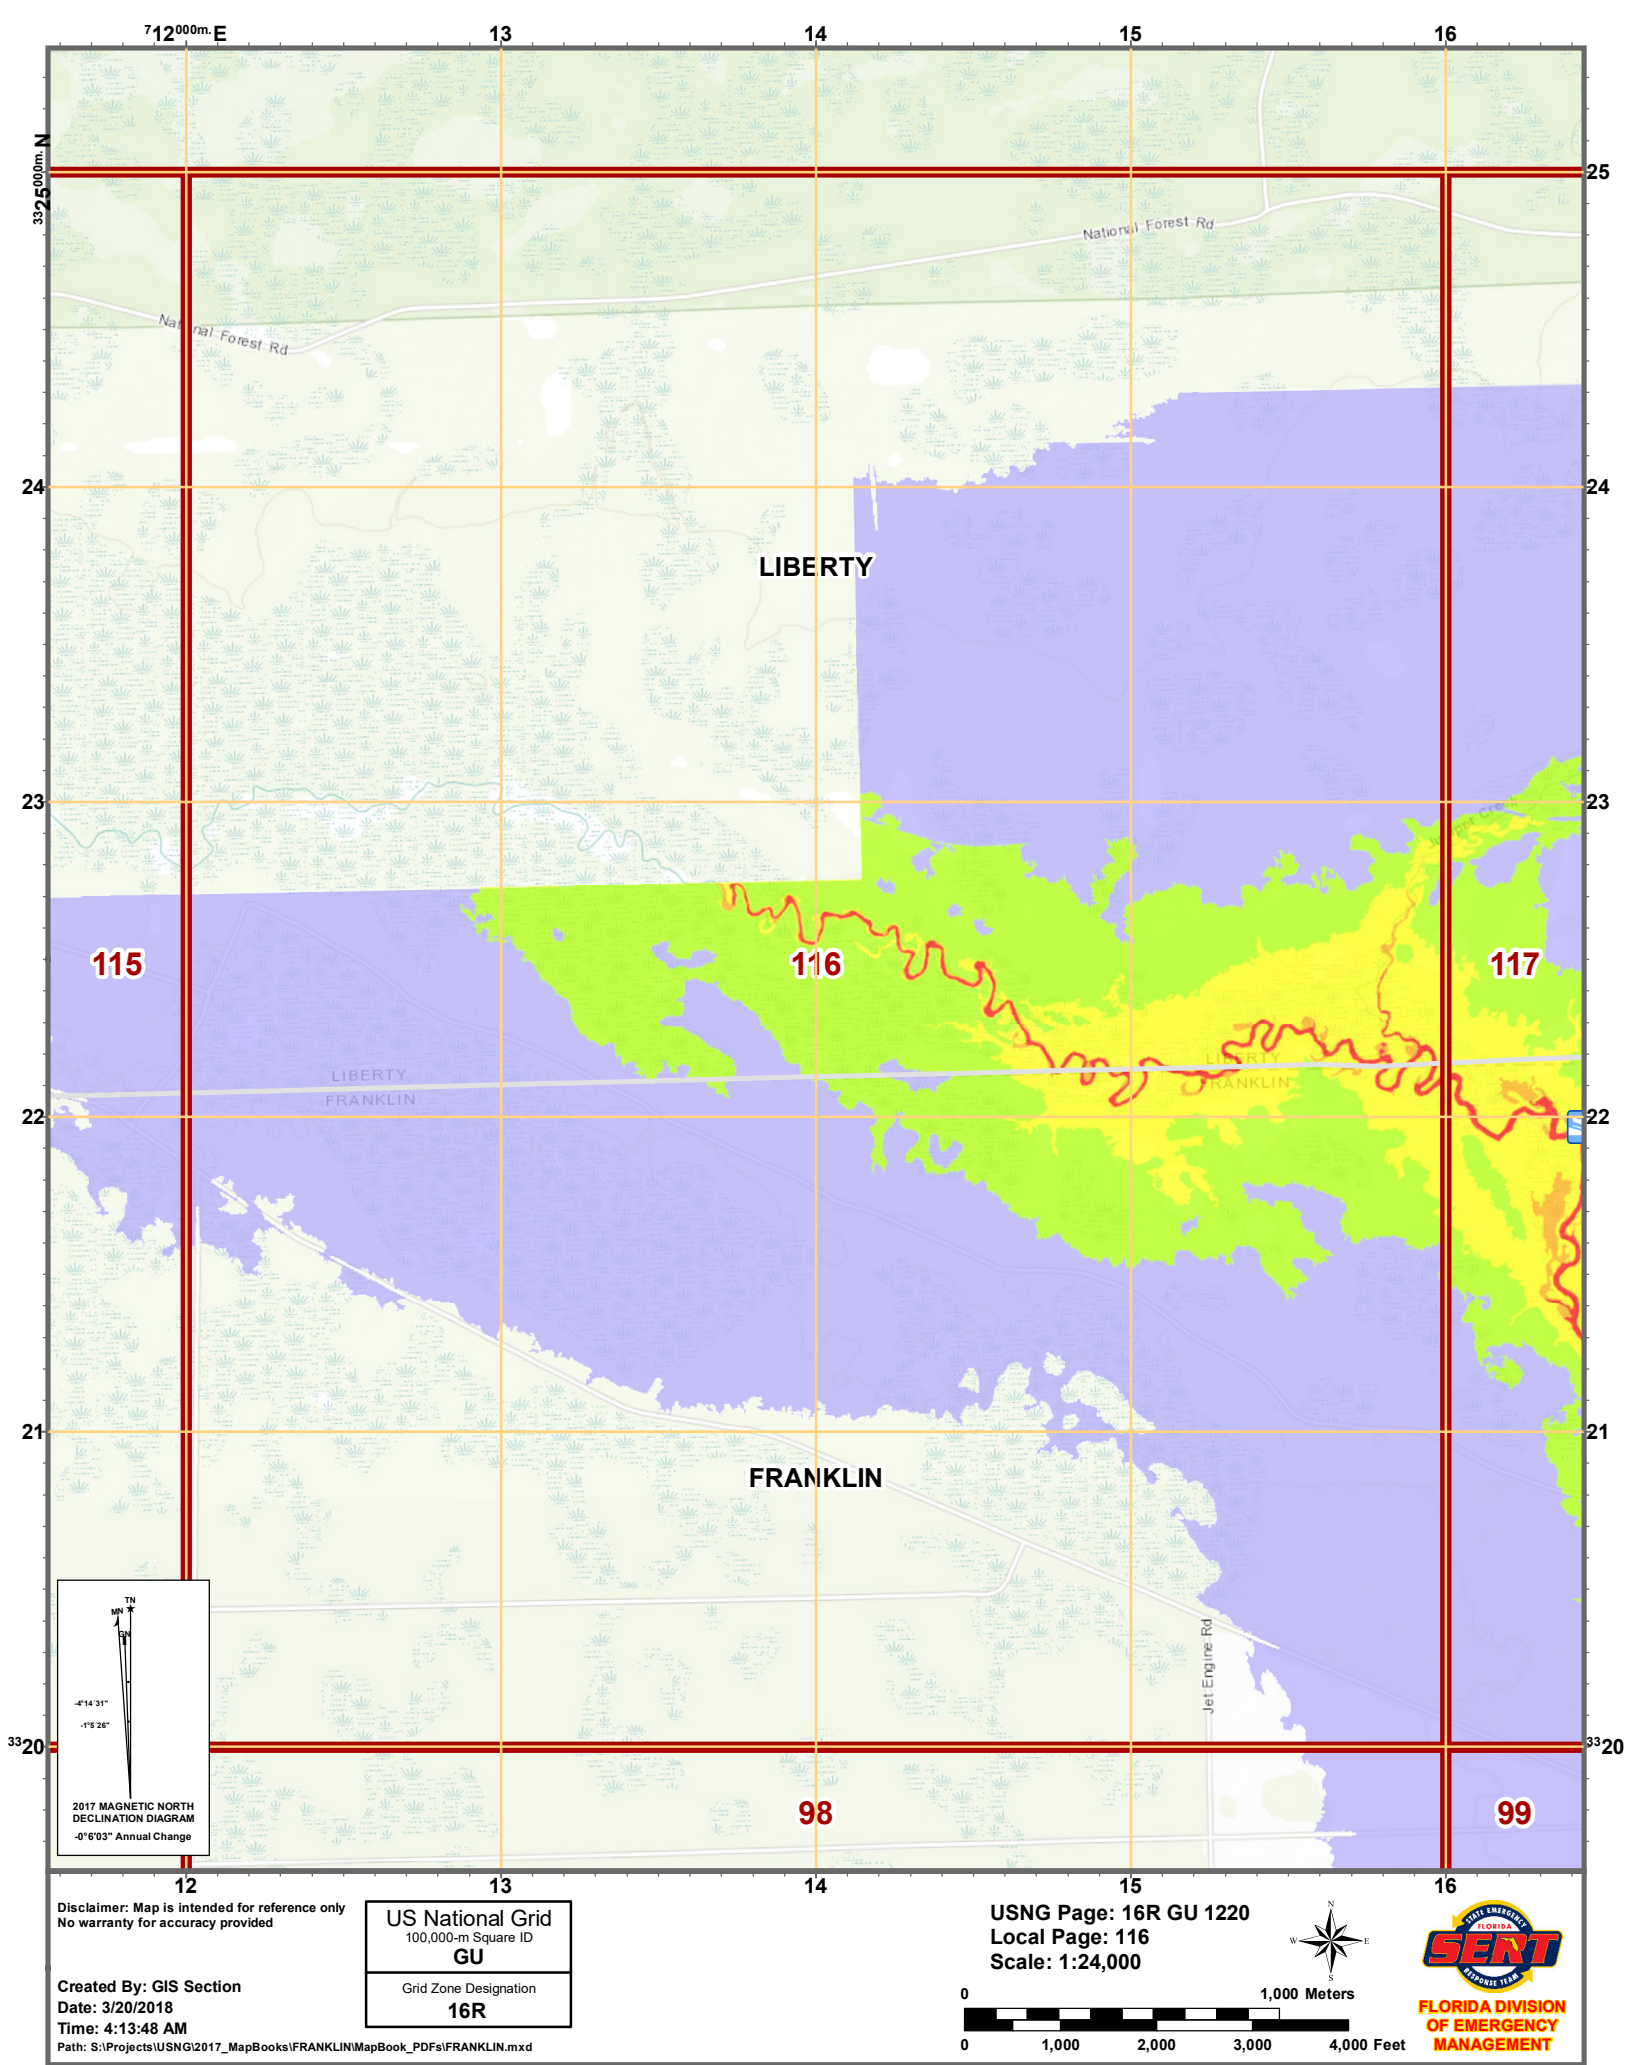 712000m.E 13 14 15 16
3325000m. N
25
National Forest Rd
National Forest Rd
24 24
LIBERTY
23 23
Juniper Creek
115 116 117
LIBERTY
FRANKLIN
LIBERTY
FRANKLIN
22 22
21 21
FRANKLIN
Jet Engine Rd
TN
MN
GN
-4°14´31"
-1°5´26"
2017 MAGNETIC NORTH
DECLINATION DIAGRAM
-0°6'03" Annual Change
3320 3320
98 99
12 13 14 15 16
Disclaimer: Map is intended for reference only
No warranty for accuracy provided
Created By: GIS Section
Date: 3/20/2018
Time: 4:13:48 AM
Path: S:\Projects\USNG\2017_MapBooks\FRANKLIN\MapBook_PDFs\FRANKLIN.mxd
US National Grid
100,000-m Square ID
GU
Grid Zone Designation
16R
USNG Page: 16R GU 1220
Local Page: 116
Scale: 1:24,000
N
W E
S
0 1,000 Meters
0 1,000 2,000 3,000 4,000 Feet
STATE EMERGENCY
FLORIDA
SERT
RESPONSE TEAM
FLORIDA DIVISION
OF EMERGENCY
MANAGEMENT